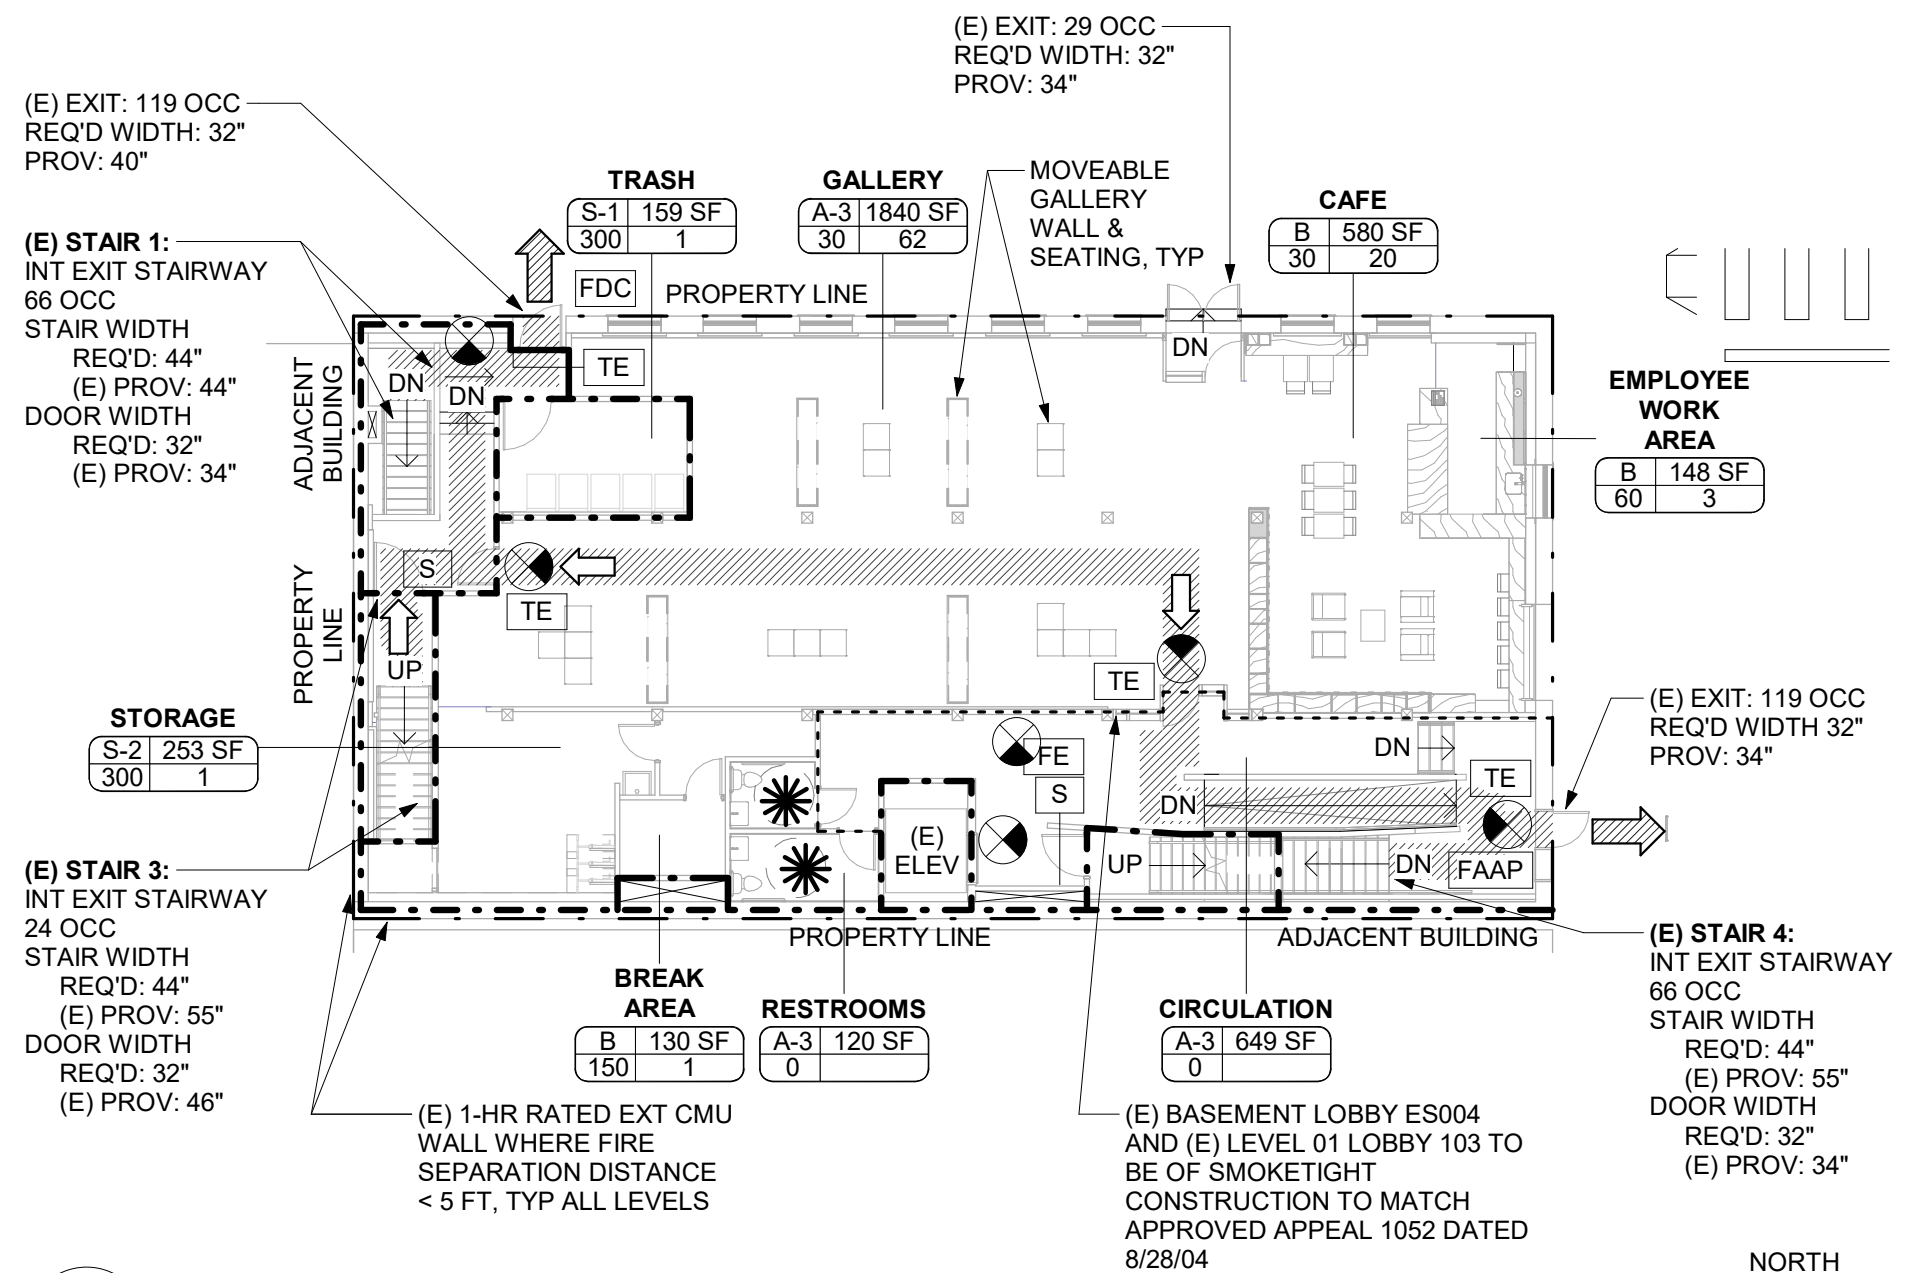 (E) EXIT: 29 OCC
REQ'D WIDTH: 32"
PROV: 34"
(E) EXIT: 119 OCC
REQ'D WIDTH: 32"
PROV: 40"
TRASH
S-1 159 SF
300 1
GALLERY
A-3 1840 SF
30 62
MOVEABLE
GALLERY
WALL &
SEATING, TYP
CAFE
B 580 SF
30 20
(E) STAIR 1:
INT EXIT STAIRWAY
66 OCC
STAIR WIDTH
REQ'D: 44"
(E) PROV: 44"
DOOR WIDTH
REQ'D: 32"
(E) PROV: 34"
FDC
PROPERTY LINE
ADJACENT
BUILDING
TE
DN
DN
DN
EMPLOYEE
WORK
AREA
B 148 SF
60 3
S
TE
PROPERTY
LINE
UP
TE
STORAGE
S-2 253 SF
300 1
(E) EXIT: 119 OCC
REQ'D WIDTH 32"
PROV: 34"
FE
S
DN
TE
DN
(E)
ELEV
UP
DN
FAAP
(E) STAIR 3:
INT EXIT STAIRWAY
24 OCC
STAIR WIDTH
REQ'D: 44"
(E) PROV: 55"
DOOR WIDTH
REQ'D: 32"
(E) PROV: 46"
PROPERTY LINE
ADJACENT BUILDING
(E) STAIR 4:
INT EXIT STAIRWAY
66 OCC
STAIR WIDTH
REQ'D: 44"
(E) PROV: 55"
DOOR WIDTH
REQ'D: 32"
(E) PROV: 34"
BREAK
AREA
B 130 SF
150 1
RESTROOMS
A-3 120 SF
0
CIRCULATION
A-3 649 SF
0
(E) 1-HR RATED EXT CMU
WALL WHERE FIRE
SEPARATION DISTANCE
< 5 FT, TYP ALL LEVELS
(E) BASEMENT LOBBY ES004
AND (E) LEVEL 01 LOBBY 103 TO
BE OF SMOKETIGHT
CONSTRUCTION TO MATCH
APPROVED APPEAL 1052 DATED
8/28/04
NORTH